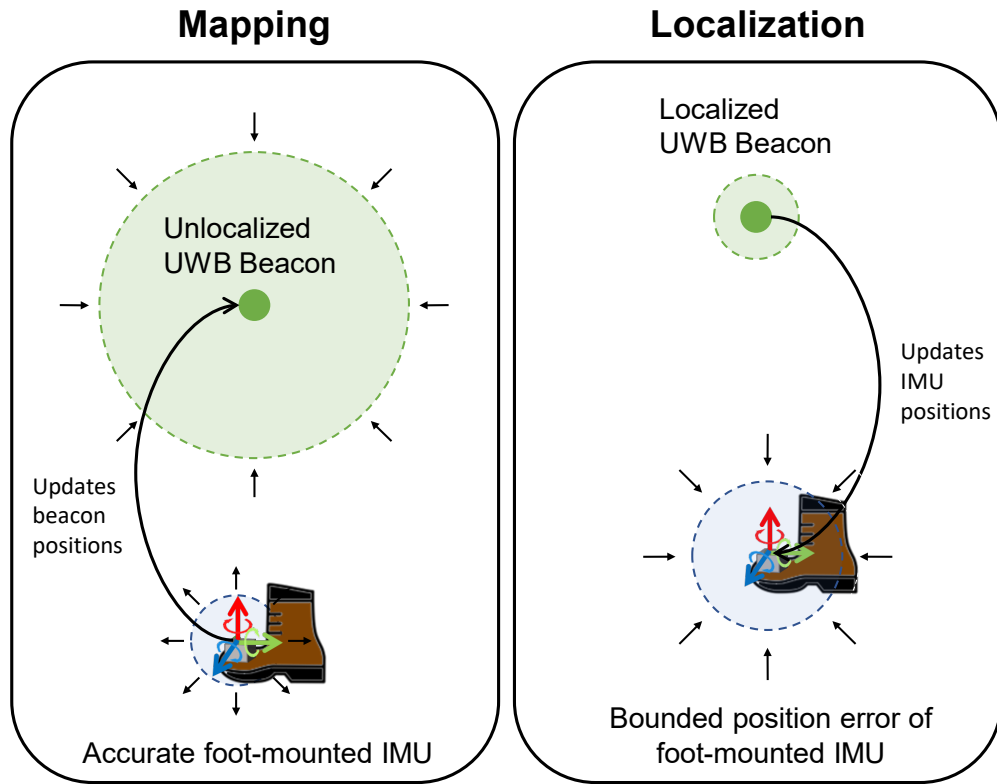 Mapping
Unlocalized
UWB Beacon
Updates
beacon
positions
Accurate foot-mounted IMU
Localization
Localized
UWB Beacon
Updates
IMU
positions
Bounded position error of
foot-mounted IMU